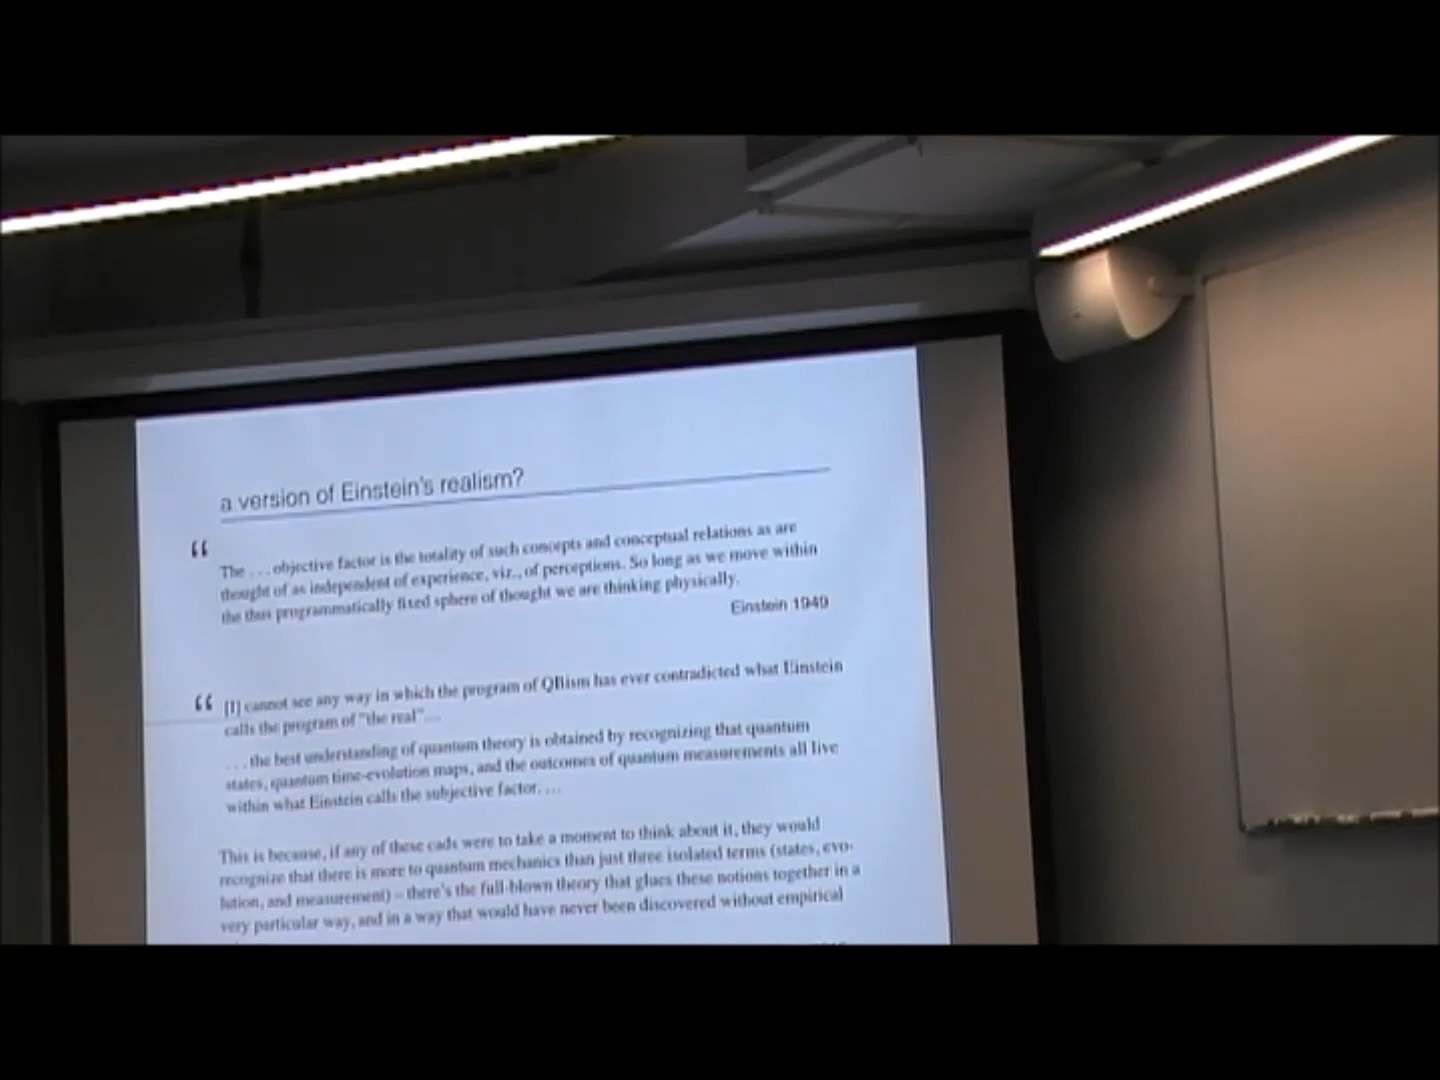 a version of Einstein's realism?
“
The ... objective factor is the totality of such concepts and conceptual relations as are
thought of as independent of experience, viz., of perceptions. So long as we move within
the thus programmatically fixed sphere of thought we are thinking physically.
Einstein 1949
“
[I] cannot see any way in which the program of QBism has ever contradicted what Einstein
calls the program of "the real"...
...the best understanding of quantum theory is obtained by recognizing that quantum
states, quantum time-evolution maps, and the outcomes of quantum measurements all live
within what Einstein calls the subjective factor. ...
This is because, if any of these cads were to take a moment to think about it, they would
recognize that there is more to quantum mechanics than just three isolated terms (states, evo-
lution, and measurement) – there's the full-blown theory that glues these notions together in a
very particular way, and in a way that would have never been discovered without empirical